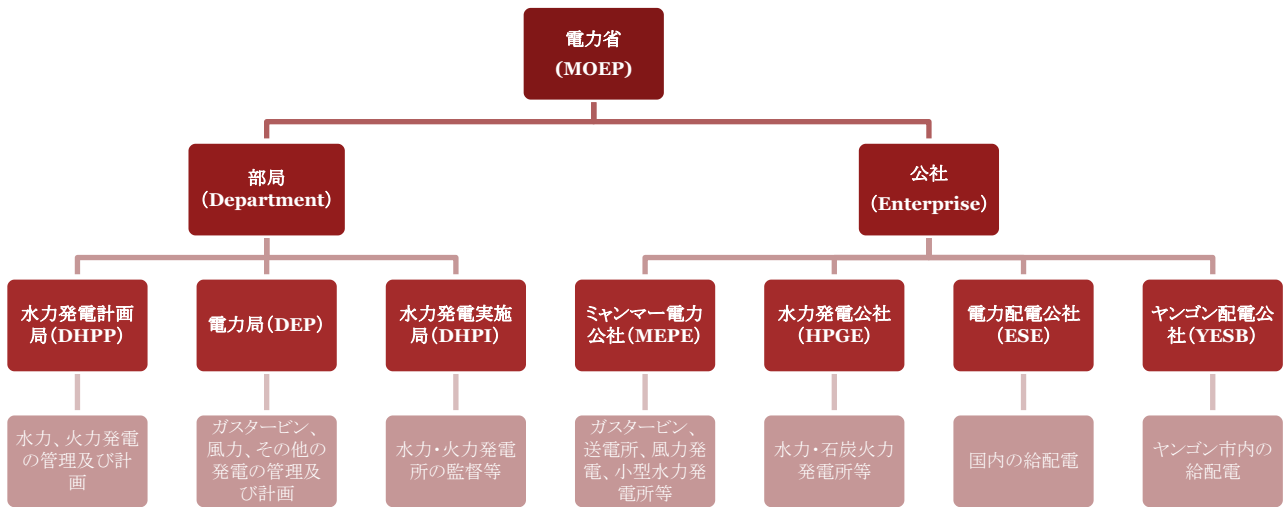 電力省
(MOEP)
部局
(Department)
公社
(Enterprise)
水力発電計画
局(DHPP)
電力局(DEP)
水力発電実施
局(DHPI)
ミャンマー電力
公社(MEPE)
水力発電公社
(HPGE)
電力配電公社
(ESE)
ヤンゴン配電公
社(YESB)
水力、火力発電
の管理及び計
画
ガスタービン、
風力、その他の
発電の管理及
び計画
水力・火力発電
所の監督等
ガスタービン、
送電所、風力発
電、小型水力発
電所等
水力・石炭火力
発電所等
国内の給配電
ヤンゴン市内の
給配電